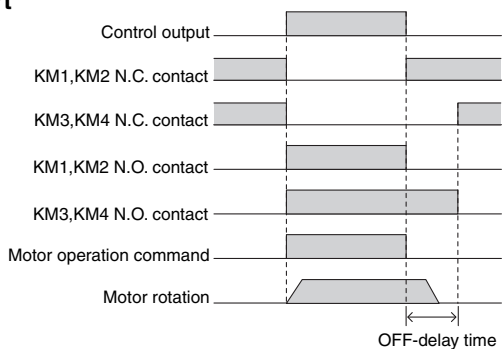 t
Control output
KM1,KM2 N.C. contact
KM3,KM4 N.C. contact
KM1,KM2 N.O. contact
KM3,KM4 N.O. contact
Motor operation command
Motor rotation
OFF-delay time